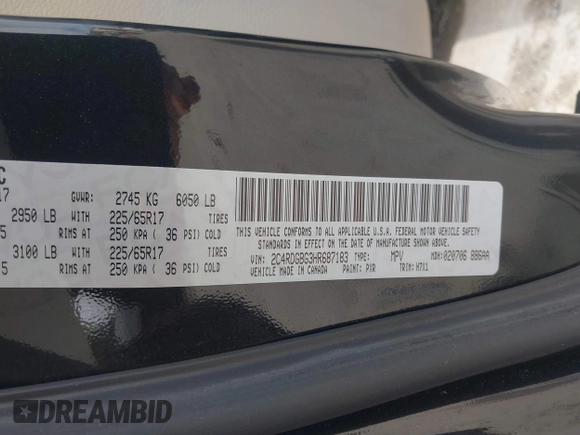 C
17 GVWR: 2745 KG 6050 LB
2950 LB WITH 225/65R17 TIRES
5 RIMS AT 250 KPA ( 36 PSI) COLD
3100 LB WITH 225/65R17 TIRES
5 RIMS AT 250 KPA ( 36 PSI) COLD
THIS VEHICLE CONFORMS TO ALL APPLICABLE U.S.A. FEDERAL MOTOR VEHICLE SAFETY
STANDARDS IN EFFECT ON THE DATE OF MANUFACTURE SHOWN ABOVE.
VIN: 2C4RDGBG3HR687183 TYPE: MPV MDH: 020706 886AA
VEHICLE MADE IN CANADA PAINT: PXR TRIM: H7X1
DREAMBID